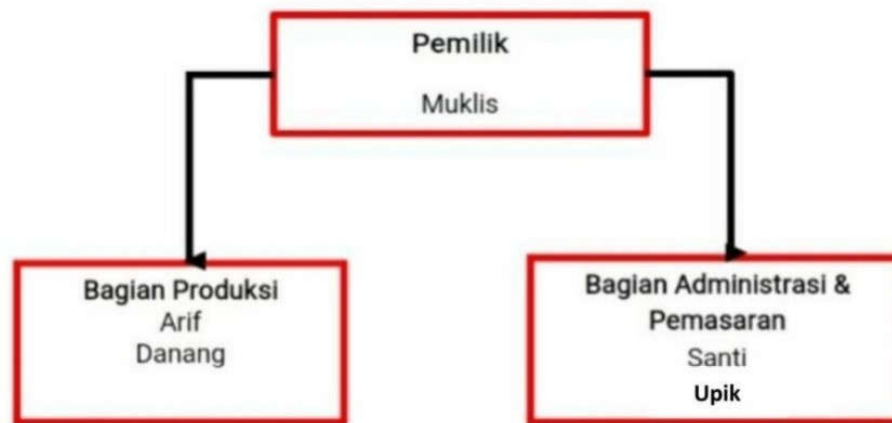 Pemilik
Muklis
Bagian Produksi
Arif
Danang
Bagian Administrasi &
Pemasaran
Santi
Upik